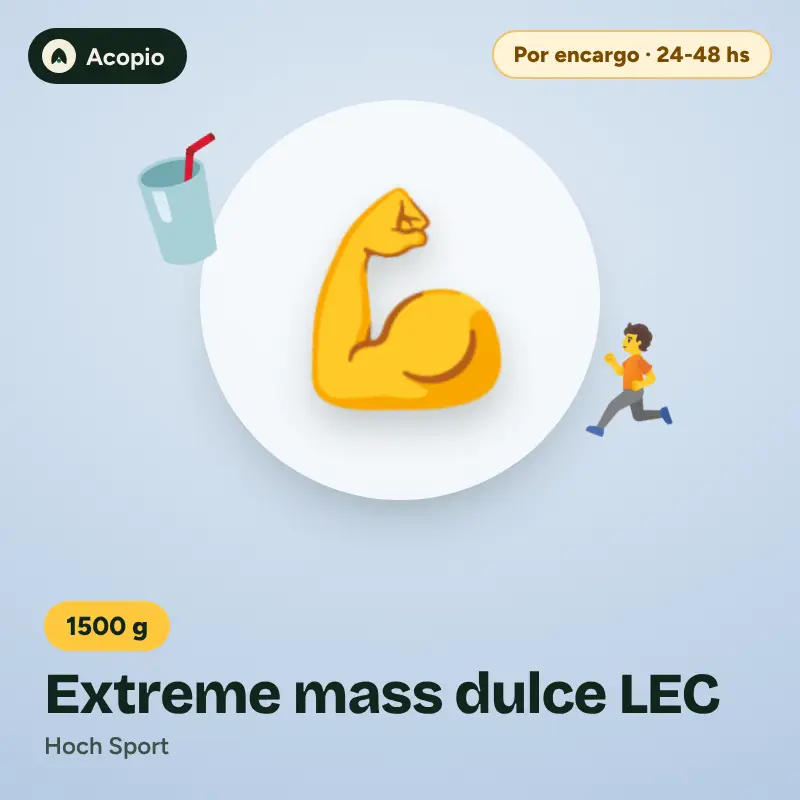 Acopio
Por encargo · 24-48 hs
1500 g
Extreme mass dulce LEC
Hoch Sport